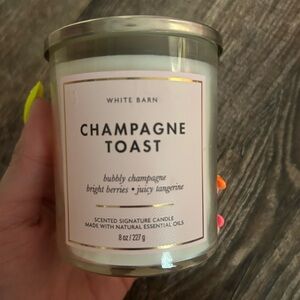 WHITE BARN
CHAMPAGNE
TOAST
bubbly champagne
bright berries • juicy tangerine
SCENTED SIGNATURE CANDLE
MADE WITH NATURAL ESSENTIAL OILS
8 oz / 227 g